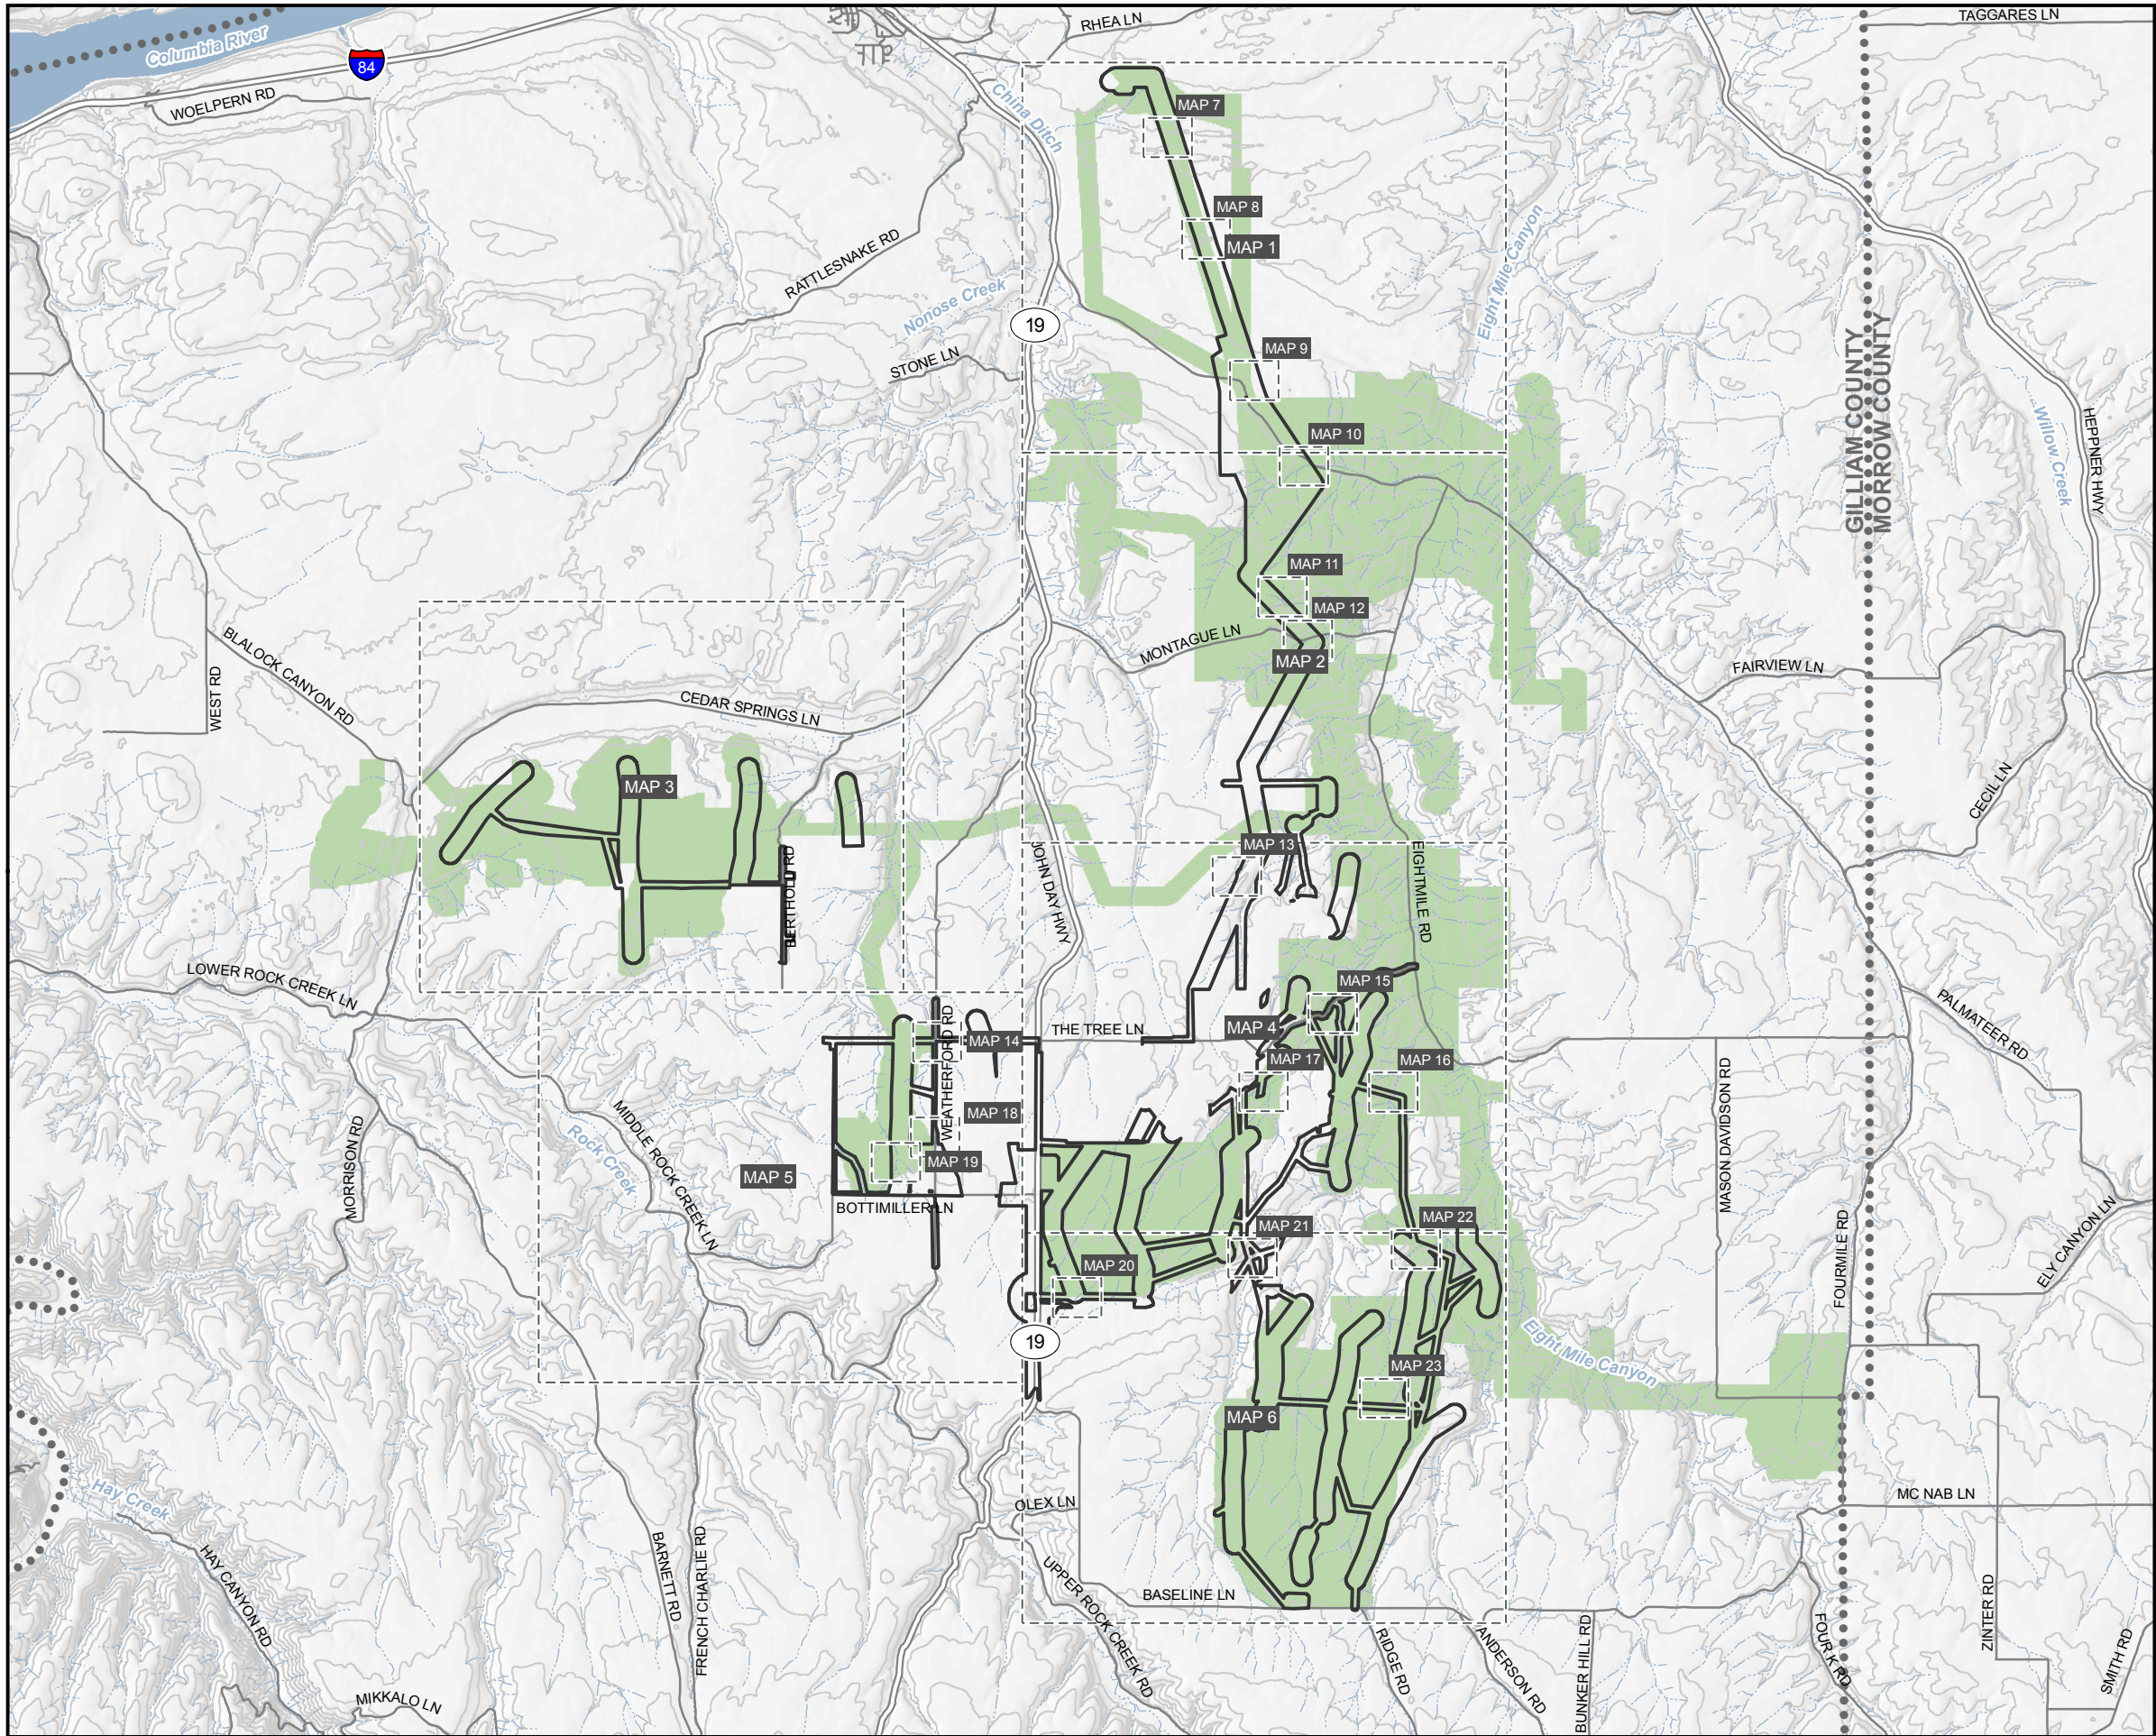 RHEA LN
TAGGARES LN
Columbia River
84
WOELPERN RD
China Ditch
MAP 7
MAP 8
MAP 1
RATTLESNAKE RD
Nonose Creek
Eight Mile Canyon
19
STONE LN
MAP 9
GILLIAM COUNTY
MORROW COUNTY
Willow Creek
HEPPNER HWY
MAP 10
MAP 11
MAP 12
MONTAGUE LN
MAP 2
FAIRVIEW LN
BLALOCK CANYON RD
WEST RD
CEDAR SPRINGS LN
MAP 3
CECIL LN
MAP 13
JOHN DAY HWY
EIGHTMILE RD
BERTHOLD RD
LOWER ROCK CREEK LN
MAP 15
PALMATEER RD
THE TREE LN
MAP 4
WEATHERFORD RD
MAP 14
MAP 17
MAP 16
MASON DAVIDSON RD
MAP 18
MORRISON RD
MIDDLE ROCK CREEK LN
Rock Creek
MAP 19
MAP 5
BOTTIMILLER LN
MAP 21
MAP 22
FOURMILE RD
ELY CANYON LN
MAP 20
19
Eight Mile Canyon
MAP 23
MAP 6
Hay Creek
OLEX LN
MC NAB LN
HAY CANYON RD
BARNETT RD
FRENCH CHARLIE RD
UPPER ROCK CREEK RD
BASELINE LN
RIDGE RD
ANDERSON RD
BUNKER HILL RD
FOUR K RD
ZINTER RD
SMITH RD
MIKKALO LN